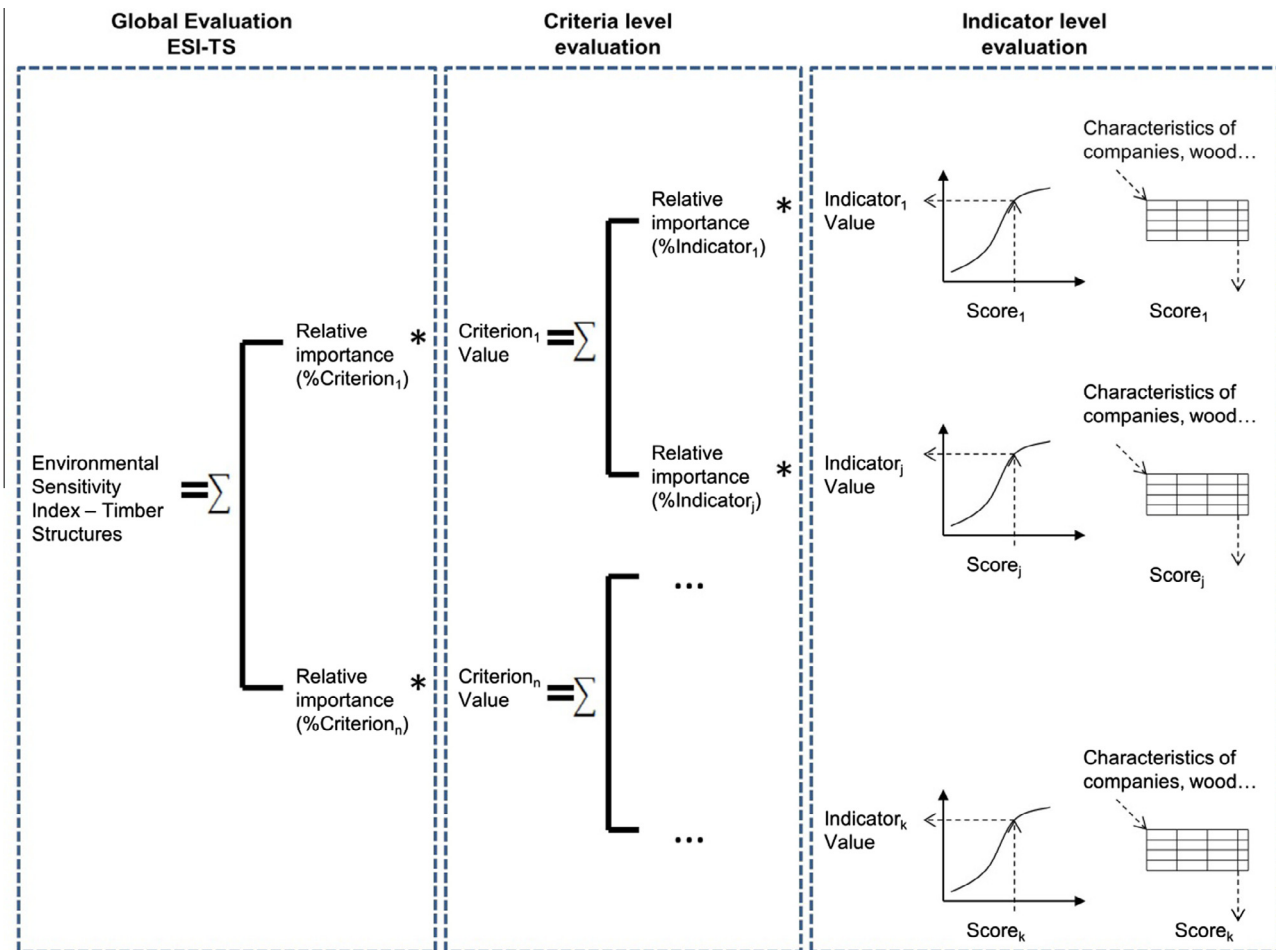 Global Evaluation
ESI-TS
Criteria level
evaluation
Indicator level
evaluation
Environmental
Sensitivity
Index – Timber
Structures
=∑
Relative
importance
(%Criterion₁)
*
Relative
importance
(%Criterionₙ)
*
Criterion₁
Value
=∑
Relative
importance
(%Indicator₁)
*
Relative
importance
(%Indicatorⱼ)
*
Criterionₙ
Value
=∑
...
...
Indicator₁
Value
Score₁
Characteristics of
companies, wood…
Score₁
Indicatorⱼ
Value
Scoreⱼ
Characteristics of
companies, wood…
Scoreⱼ
Indicatorₖ
Value
Scoreₖ
Characteristics of
companies, wood…
Scoreₖ